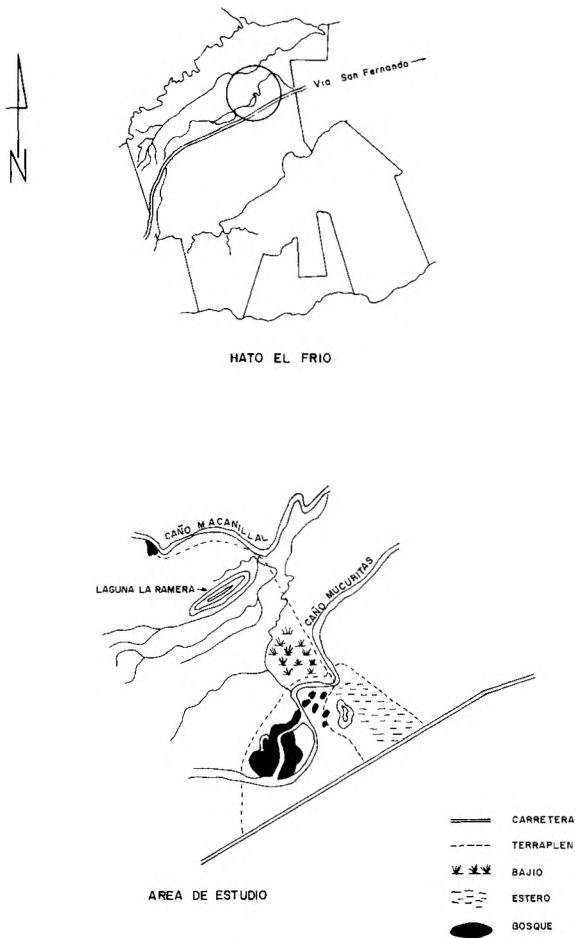 Via San Fernando
N
HATO EL FRIO
CAÑO MACANILLAL
LAGUNA LA RAMERA
CAÑO MUCURITAS
CARRETERA
TERRAPLEN
BAJIO
ESTERO
BOSQUE
AREA DE ESTUDIO